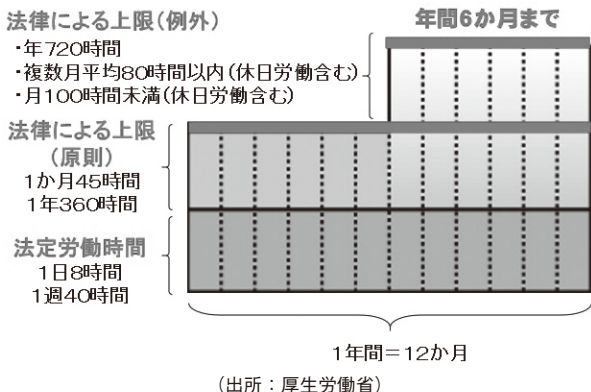 法律による上限（例外）
・年720時間
・複数月平均80時間以内（休日労働含む）
・月100時間未満（休日労働含む）
年間6か月まで
法律による上限
（原則）
1か月45時間
1年360時間
法定労働時間
1日8時間
1週40時間
1年間＝12か月
（出所：厚生労働省）